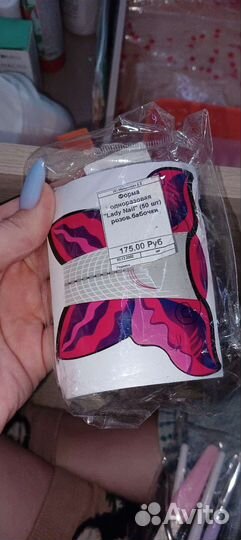 Форма
одноразовая
"Lady Nail" (50 шт)
розов.бабочки
175,00 Руб
Avito